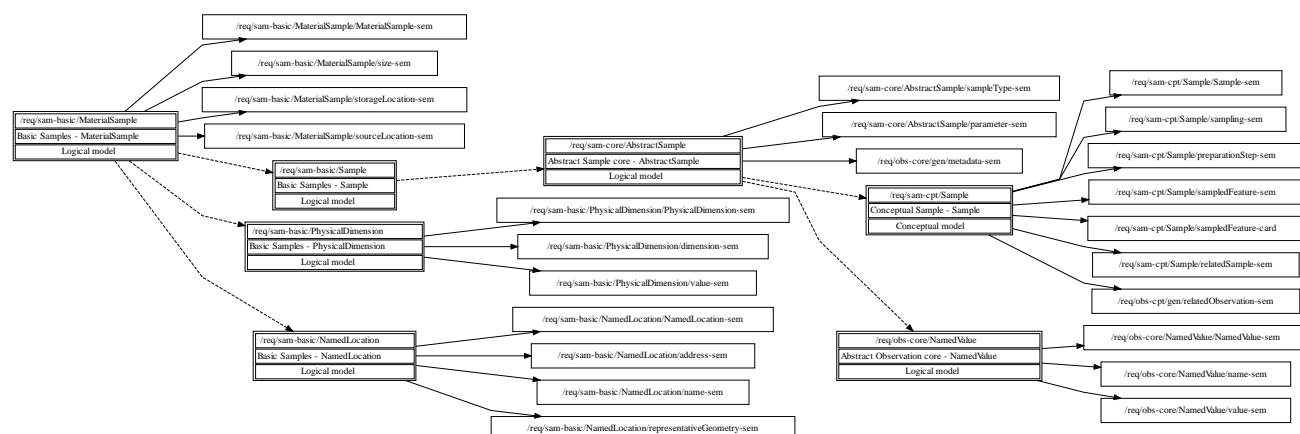 /req/sam-basic/MaterialSample/MaterialSample-sem
/req/sam-basic/MaterialSample/size-sem
/req/sam-basic/MaterialSample/storageLocation-sem
/req/sam-basic/MaterialSample/sourceLocation-sem
/req/sam-basic/MaterialSample
Basic Samples - MaterialSample
Logical model
/req/sam-basic/Sample
Basic Samples - Sample
Logical model
/req/sam-basic/PhysicalDimension
Basic Samples - PhysicalDimension
Logical model
/req/sam-basic/NamedLocation
Basic Samples - NamedLocation
Logical model
/req/sam-core/AbstractSample
Abstract Sample core - AbstractSample
Logical model
/req/sam-basic/PhysicalDimension/PhysicalDimension-sem
/req/sam-basic/PhysicalDimension/dimension-sem
/req/sam-basic/PhysicalDimension/value-sem
/req/sam-basic/NamedLocation/NamedLocation-sem
/req/sam-basic/NamedLocation/address-sem
/req/sam-basic/NamedLocation/name-sem
/req/sam-basic/NamedLocation/representativeGeometry-sem
/req/sam-core/AbstractSample/sampleType-sem
/req/sam-core/AbstractSample/parameter-sem
/req/obs-core/gen/metadata-sem
/req/sam-cpt/Sample
Conceptual Sample - Sample
Conceptual model
/req/obs-core/NamedValue
Abstract Observation core - NamedValue
Logical model
/req/sam-cpt/Sample/Sample-sem
/req/sam-cpt/Sample/sampling-sem
/req/sam-cpt/Sample/preparationStep-sem
/req/sam-cpt/Sample/sampledFeature-sem
/req/sam-cpt/Sample/sampledFeature-card
/req/sam-cpt/Sample/relatedSample-sem
/req/obs-cpt/gen/relatedObservation-sem
/req/obs-core/NamedValue/NamedValue-sem
/req/obs-core/NamedValue/name-sem
/req/obs-core/NamedValue/value-sem